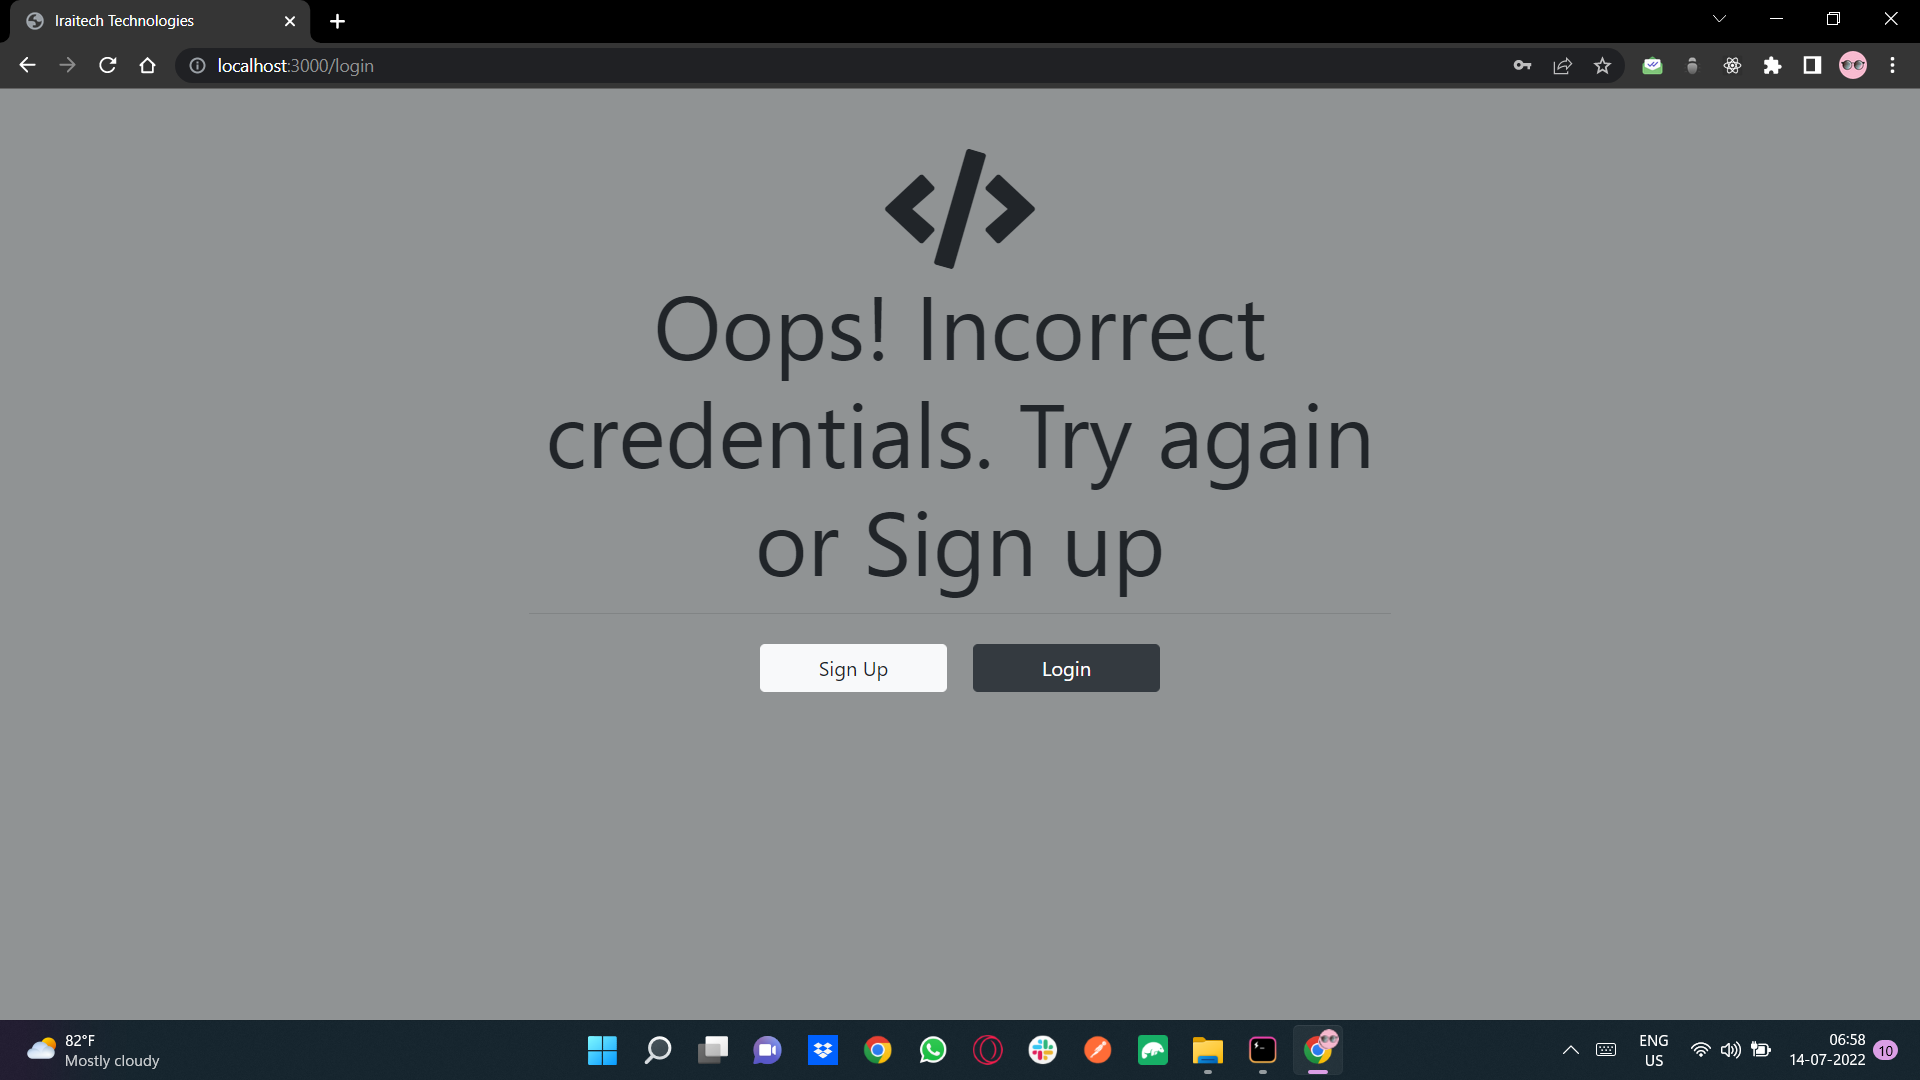 Iraitech Technologies
localhost:3000/login
</>
Oops! Incorrect
credentials. Try again
or Sign up
Sign Up
Login
82°F
Mostly cloudy
ENG
US
06:58
14-07-2022
10